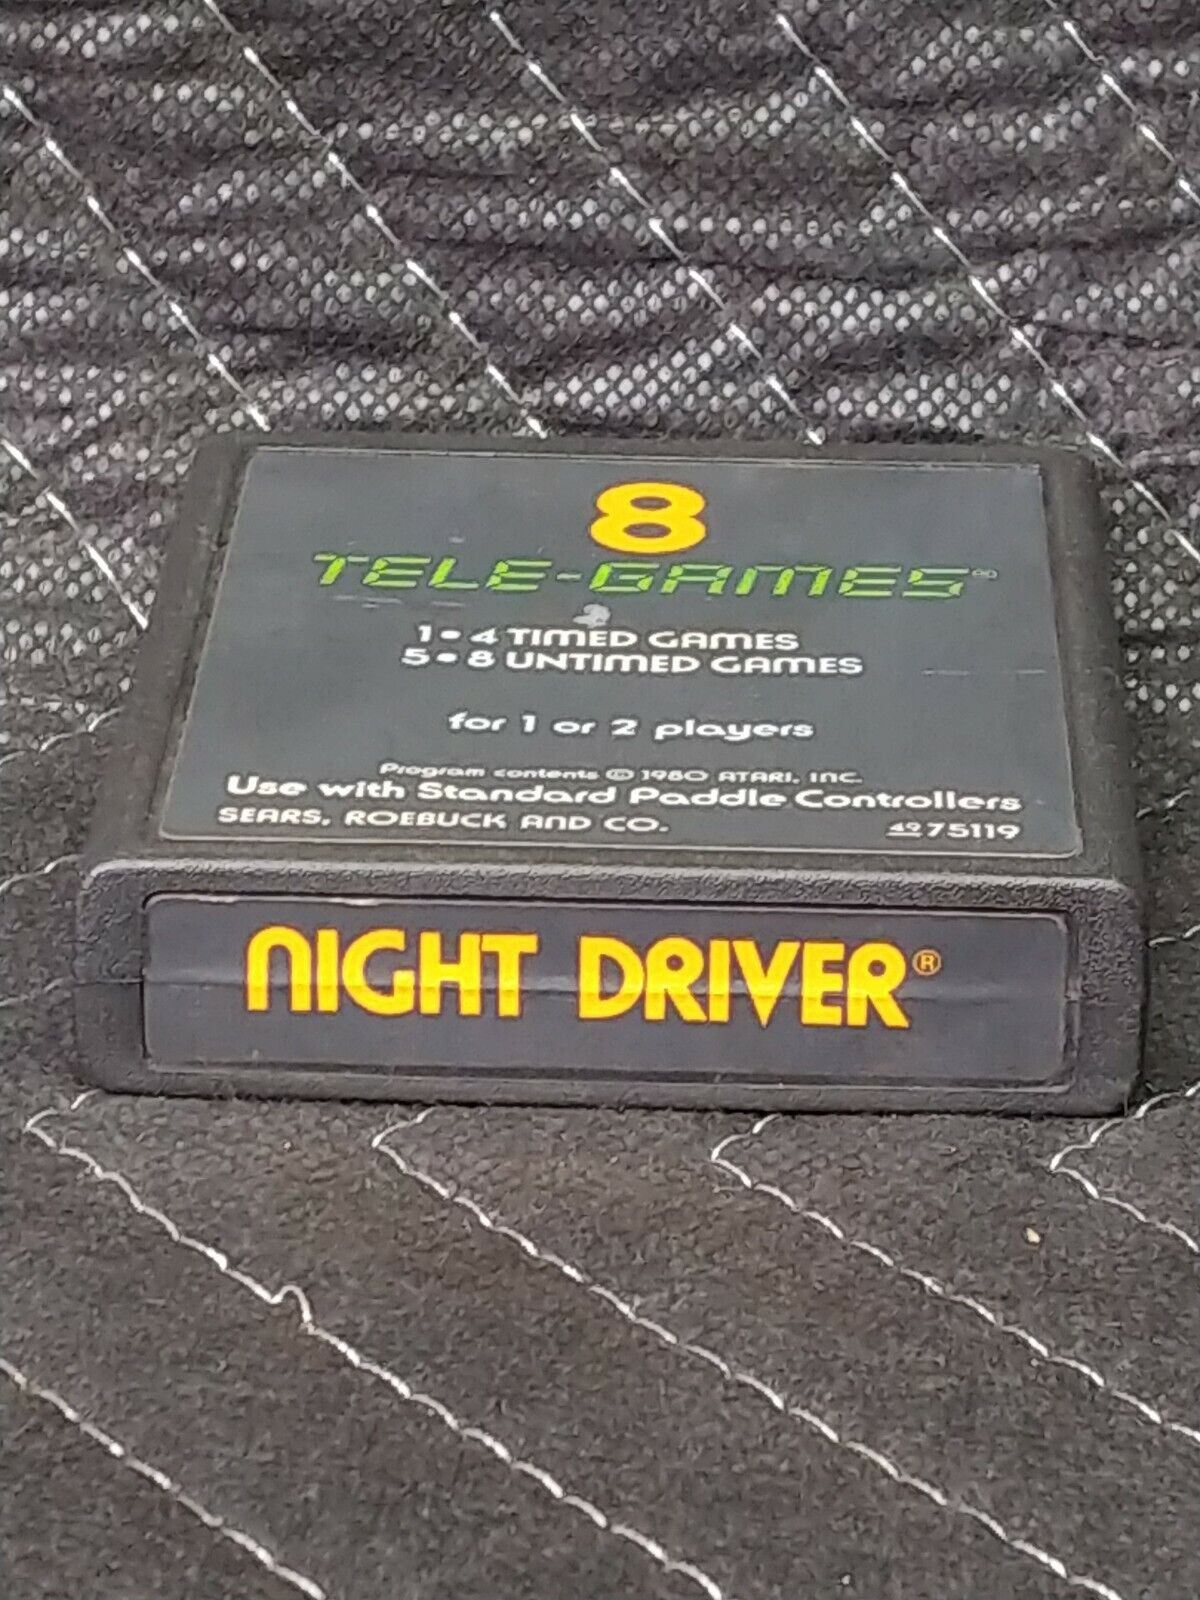 8
TELE-GAMES™
1•4 TIMED GAMES
5•8 UNTIMED GAMES
for 1 or 2 players
Program contents © 1980 ATARI, INC.
Use with Standard Paddle Controllers
SEARS, ROEBUCK AND CO. 49 75119
NIGHT DRIVER®